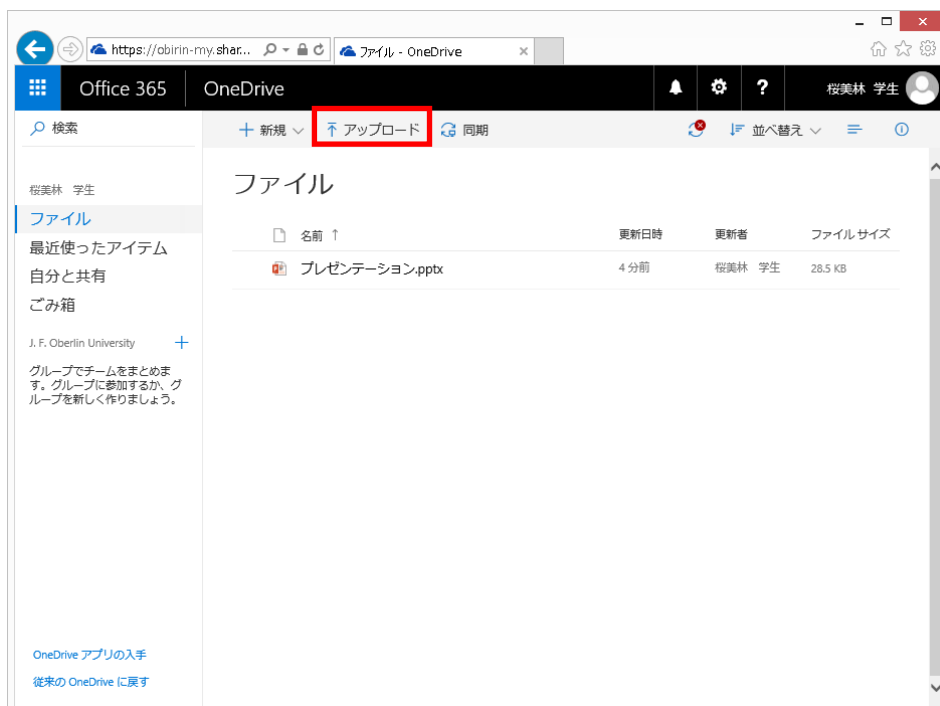 https://obirin-my.shar...
ファイル - OneDrive
Office 365
OneDrive
?
桜美林 学生
検索
新規
アップロード
同期
並べ替え
桜美林 学生
ファイル
最近使ったアイテム
自分と共有
ごみ箱
J. F. Oberlin University
グループでチームをまとめま
す。グループに参加するか、グ
ループを新しく作りましょう。
OneDrive アプリの入手
従来の OneDrive に戻す
ファイル
名前 ↑ 更新日時 更新者 ファイル サイズ
プレゼンテーション.pptx 4 分前 桜美林 学生 28.5 KB